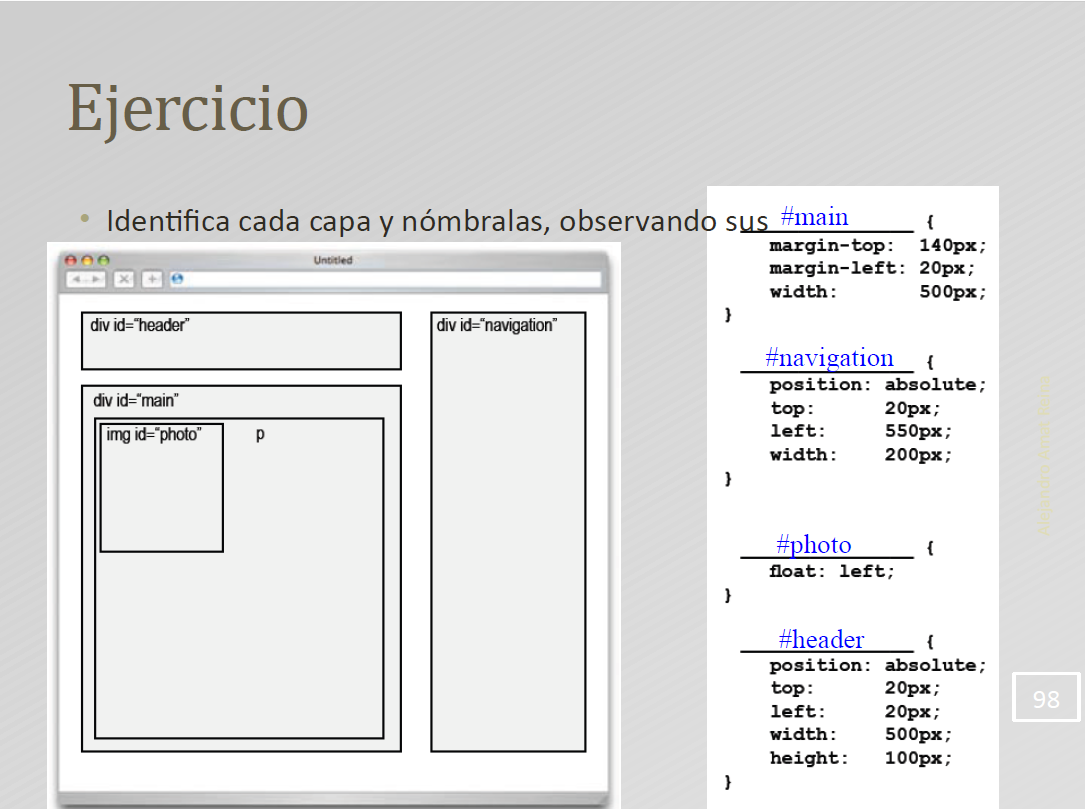 Ejercicio
• Identifica cada capa y nómbralas, observando sus
Untitled
div id=“header”
div id=“navigation”
div id=“main”
img id=“photo”
p
#main {
margin-top: 140px;
margin-left: 20px;
width: 500px;
}
#navigation {
position: absolute;
top: 20px;
left: 550px;
width: 200px;
}
#photo {
float: left;
}
#header {
position: absolute;
top: 20px;
left: 20px;
width: 500px;
height: 100px;
}
98